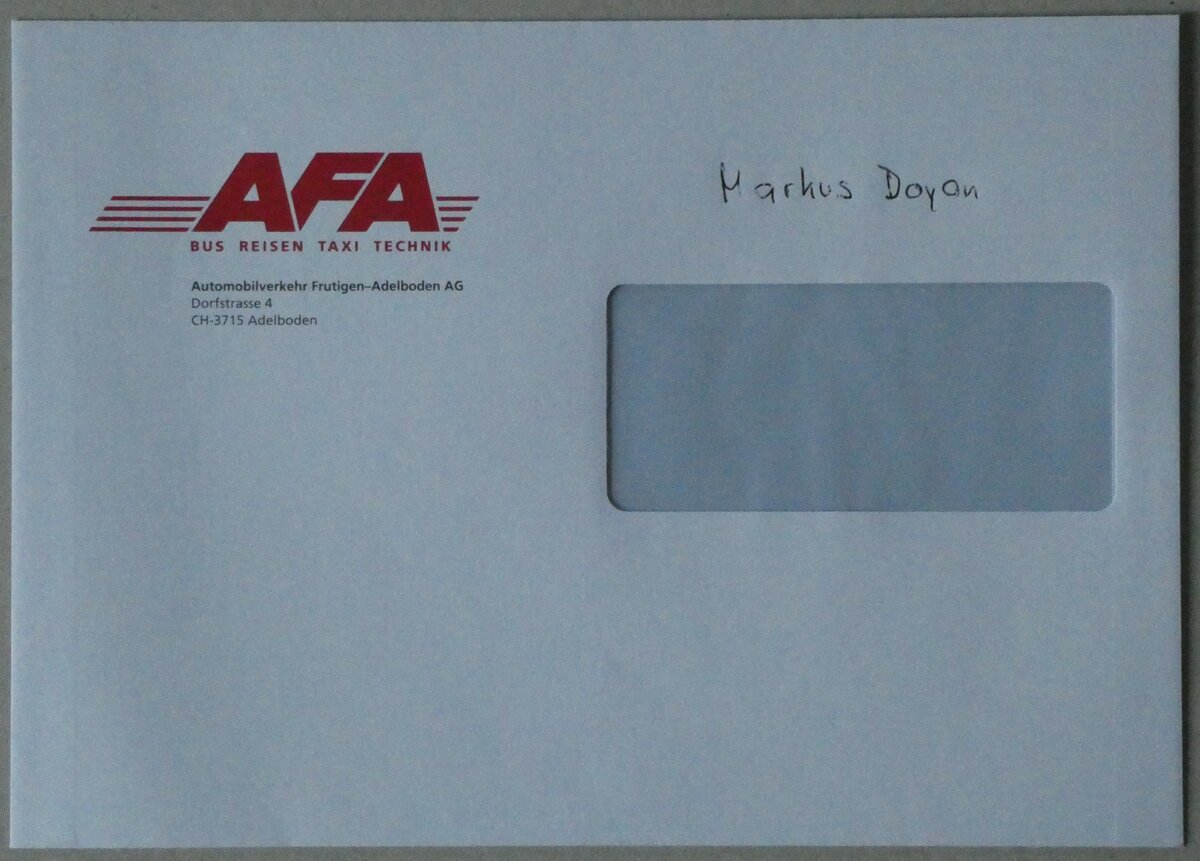 AFA
BUS REISEN TAXI TECHNIK
Automobilverkehr Frutigen–Adelboden AG
Dorfstrasse 4
CH-3715 Adelboden
Markus Doyon